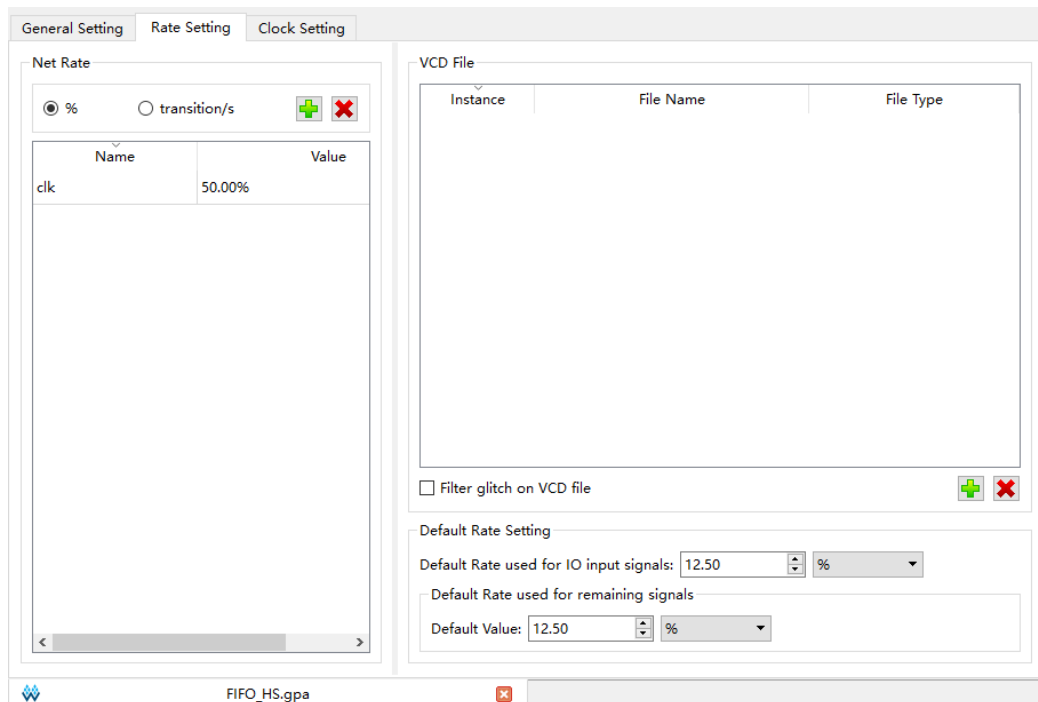 General Setting Rate Setting Clock Setting
Net Rate
% transition/s
Name Value
clk 50.00%
VCD File
Instance File Name File Type
Filter glitch on VCD file
Default Rate Setting
Default Rate used for IO input signals: 12.50 %
Default Rate used for remaining signals
Default Value: 12.50 %
FIFO_HS.gpa